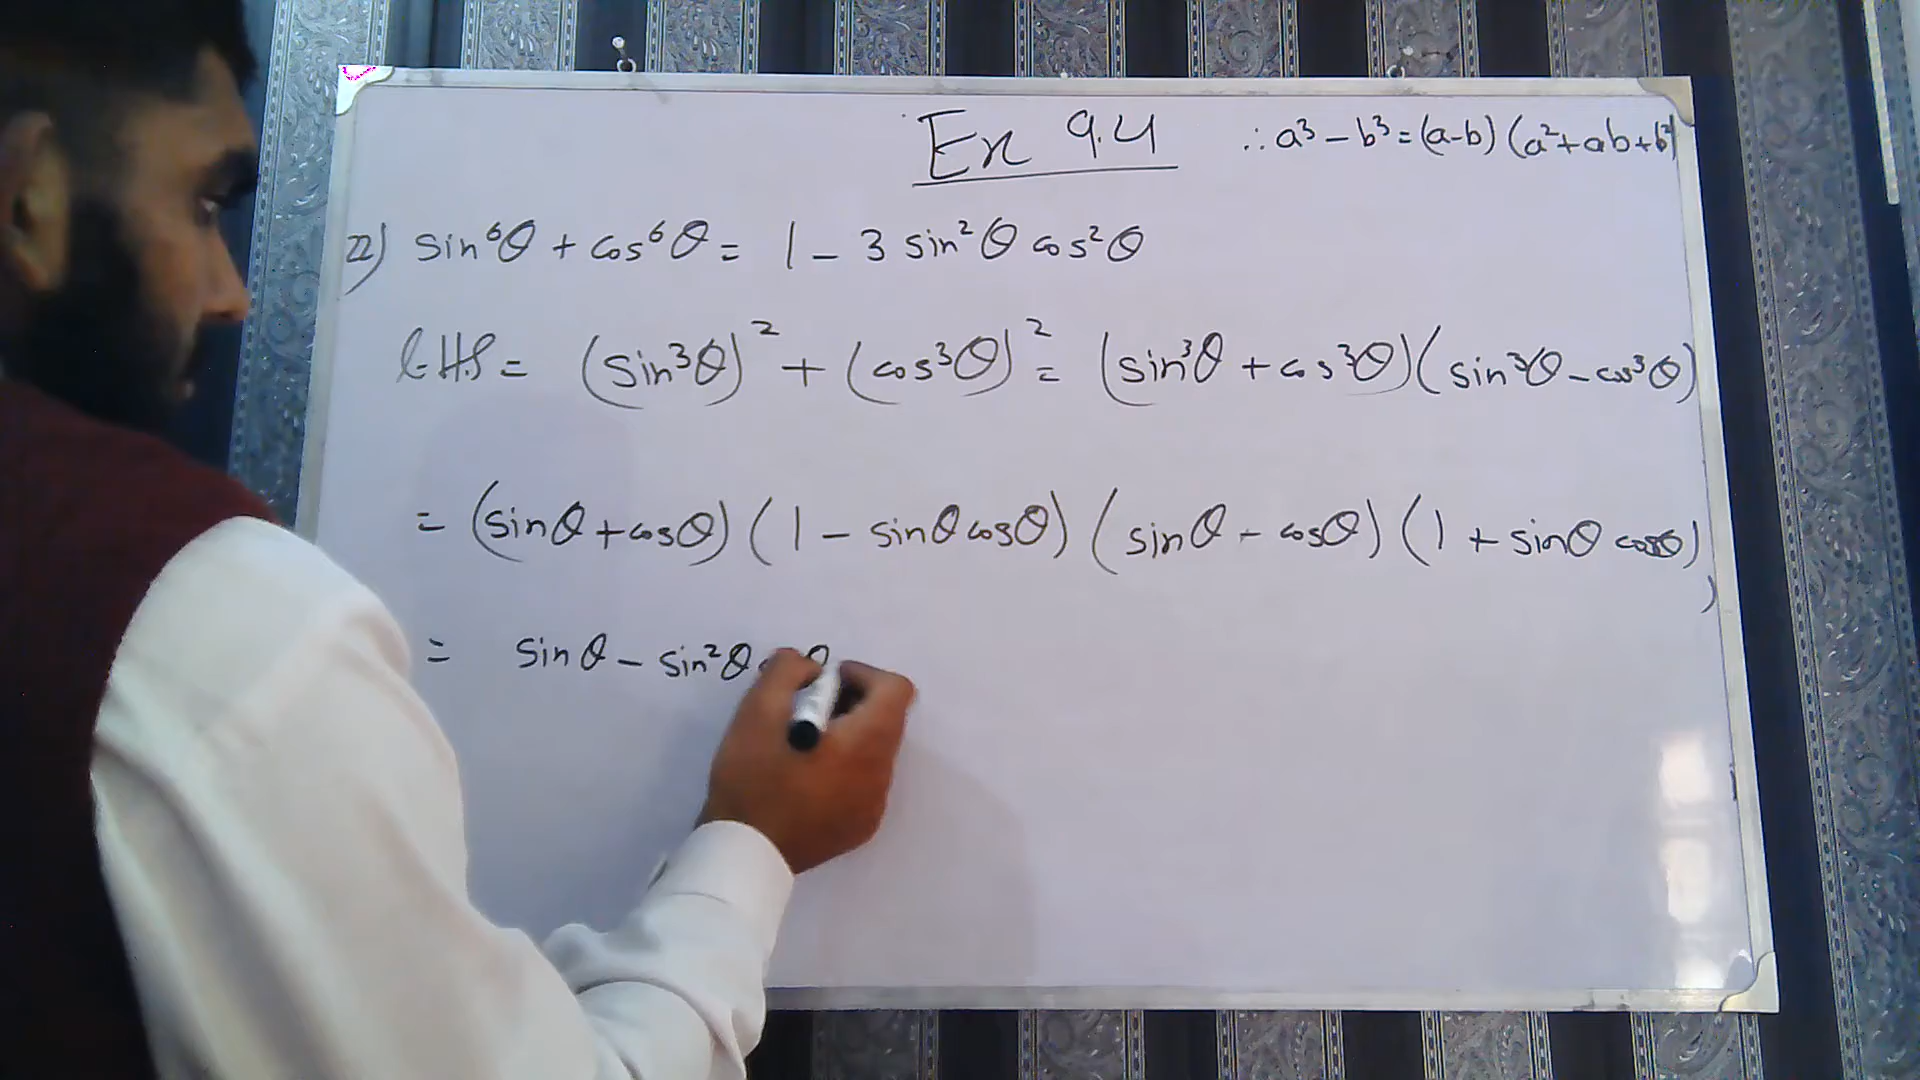 Ex 9.4
∴ a³ - b³ = (a-b) (a²+ab+b²)
22) sin⁶θ + cos⁶θ = 1 - 3 sin²θ cos²θ
LHS = (sin³θ)² + (cos³θ)² = (sin³θ + cos³θ)(sin³θ - cos³θ)
= (sinθ + cosθ) (1 - sinθ cosθ) (sinθ - cosθ) (1 + sinθ cosθ)
= sinθ - sin²θ